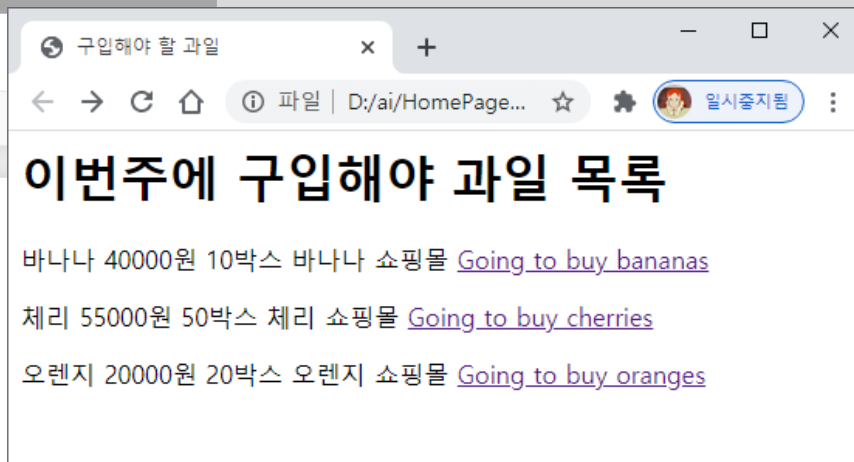 구입해야 할 과일
파일 D:/ai/HomePage... 일시중지됨
이번주에 구입해야 과일 목록
바나나 40000원 10박스 바나나 쇼핑몰 Going to buy bananas
체리 55000원 50박스 체리 쇼핑몰 Going to buy cherries
오렌지 20000원 20박스 오렌지 쇼핑몰 Going to buy oranges